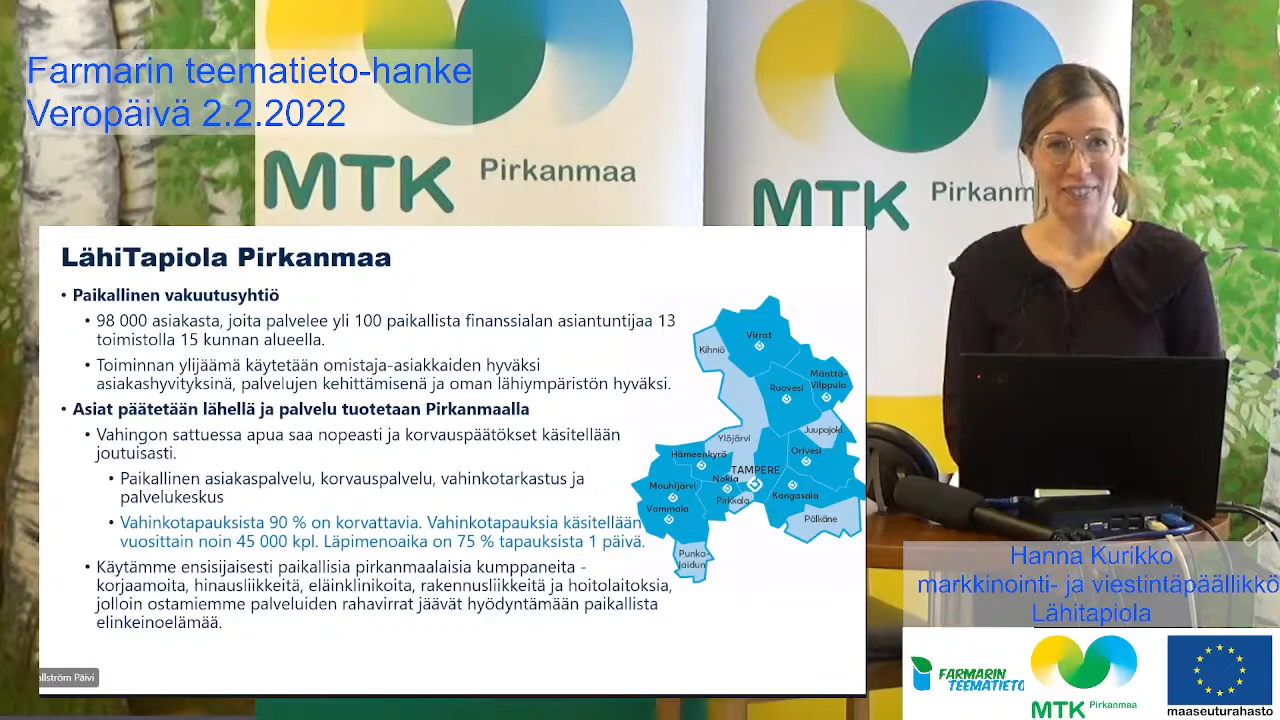 Farmarin teematieto-hanke
Veropäivä 2.2.2022
MTK Pirkanmaa
MTK Pirkanm
LähiTapiola Pirkanmaa
• Paikallinen vakuutusyhtiö
• 98 000 asiakasta, joita palvelee yli 100 paikallista finanssialan asiantuntijaa 13
toimistolla 15 kunnan alueella.
• Toiminnan ylijäämä käytetään omistaja-asiakkaiden hyväksi
asiakashyvityksinä, palvelujen kehittämisenä ja oman lähiympäristön hyväksi.
• Asiat päätetään lähellä ja palvelu tuotetaan Pirkanmaalla
• Vahingon sattuessa apua saa nopeasti ja korvauspäätökset käsitellään
joutuisasti.
• Paikallinen asiakaspalvelu, korvauspalvelu, vahinkotarkastus ja
palvelukeskus
• Vahinkotapauksista 90 % on korvattavia. Vahinkotapauksia käsitellään
vuosittain noin 45 000 kpl. Läpimenoaika on 75 % tapauksista 1 päivä.
• Käytämme ensisijaisesti paikallisia pirkanmaalaisia kumppaneita -
korjaamoita, hinausliikkeitä, eläinklinikoita, rakennusliikkeitä ja hoitolaitoksia,
jolloin ostamiemme palveluiden rahavirrat jäävät hyödyntämään paikallista
elinkeinoelämää.
Virrat
Kihniö
Mänttä-
Vilppula
Ruovesi
Juupajoki
Ylöjärvi
Hämeenkyrö
Orivesi
TAMPERE
Nokia
Mouhijärvi
Pirkkala
Kangasala
Vammala
Pälkäne
Punka-
laidun
ällström Päivi
Hanna Kurikko
markkinointi- ja viestintäpäällikkö
Lähitapiola
FARMARIN
TEEMATIETO
MTK Pirkanmaa
maaseuturahasto